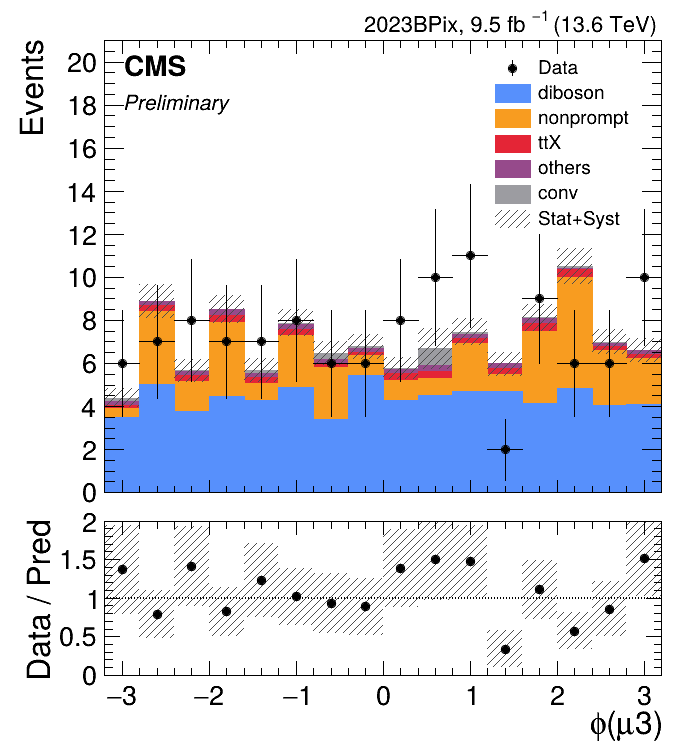 2023BPix, 9.5 fb⁻¹ (13.6 TeV)
Events
CMS
Preliminary
Data
diboson
nonprompt
ttX
others
conv
Stat+Syst
20
18
16
14
12
10
8
6
4
2
0
Data / Pred
2
1.5
1
0.5
0
−3 −2 −1 0 1 2 3
ϕ(μ3)